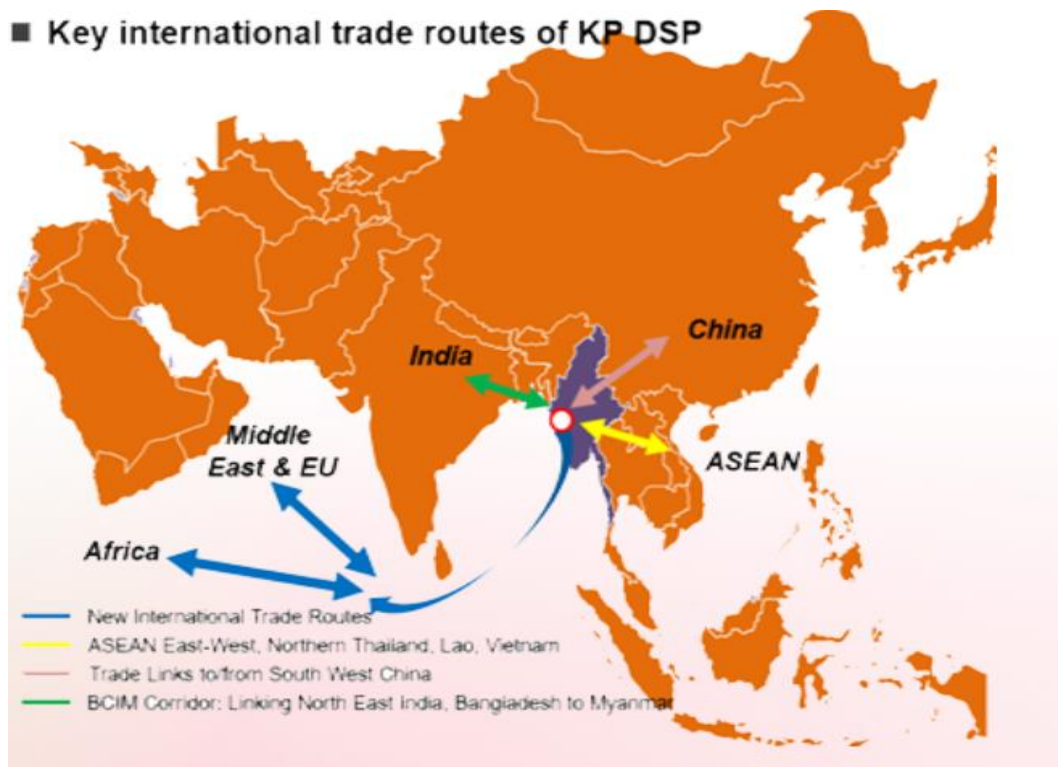 ■ Key international trade routes of KP DSP
China
India
Middle
East & EU
ASEAN
Africa
New International Trade Routes
ASEAN East-West, Northern Thailand, Lao, Vietnam
Trade Links to/from South West China
BCIM Corridor: Linking North East India, Bangladesh to Myanmar